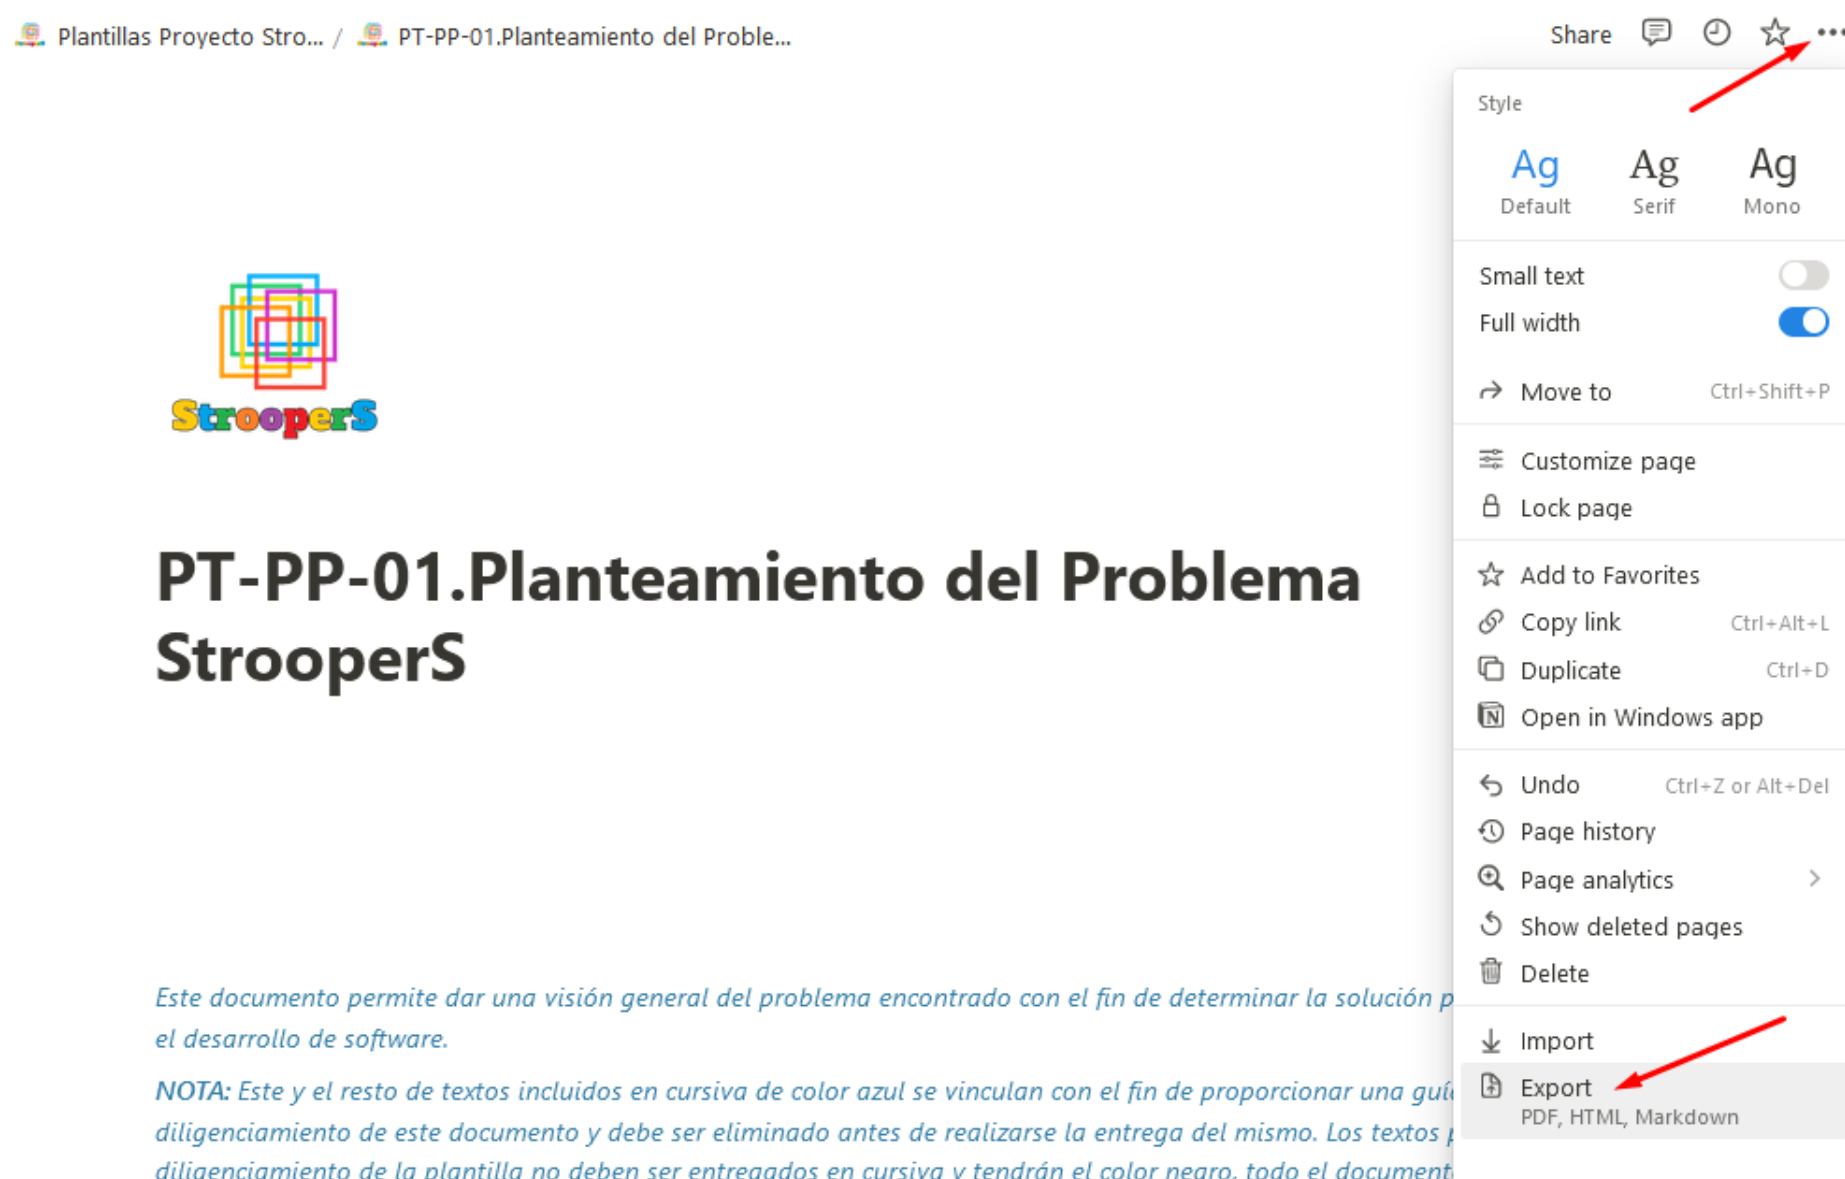 Plantillas Proyecto Stro... / PT-PP-01.Planteamiento del Proble...
Share
Style
Ag Ag Ag
Default Serif Mono
Small text
Full width
Move to Ctrl+Shift+P
Customize page
Lock page
Add to Favorites
Copy link Ctrl+Alt+L
Duplicate Ctrl+D
Open in Windows app
Undo Ctrl+Z or Alt+Del
Page history
Page analytics
Show deleted pages
Delete
Import
Export
PDF, HTML, Markdown
StrooperS
PT-PP-01.Planteamiento del Problema
StrooperS
Este documento permite dar una visión general del problema encontrado con el fin de determinar la solución p
el desarrollo de software.
NOTA: Este y el resto de textos incluidos en cursiva de color azul se vinculan con el fin de proporcionar una guí
diligenciamiento de este documento y debe ser eliminado antes de realizarse la entrega del mismo. Los textos p
diligenciamiento de la plantilla no deben ser entregados en cursiva y tendrán el color negro, todo el document